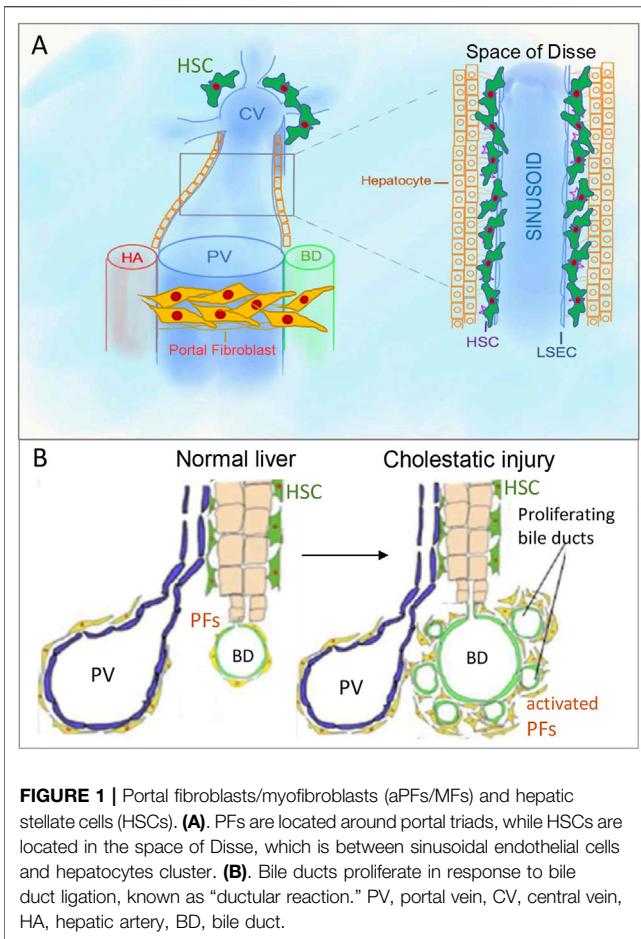 A
HSC
CV
Space of Disse
Hepatocyte
SINUSOID
HA
PV
BD
Portal Fibroblast
HSC
LSEC
B
Normal liver
Cholestatic injury
HSC
HSC
Proliferating
bile ducts
PFs
BD
PV
BD
PV
activated
PFs
FIGURE 1 | Portal fibroblasts/myofibroblasts (aPFs/MFs) and hepatic
stellate cells (HSCs). (A). PFs are located around portal triads, while HSCs are
located in the space of Disse, which is between sinusoidal endothelial cells
and hepatocytes cluster. (B). Bile ducts proliferate in response to bile
duct ligation, known as “ductular reaction.” PV, portal vein, CV, central vein,
HA, hepatic artery, BD, bile duct.